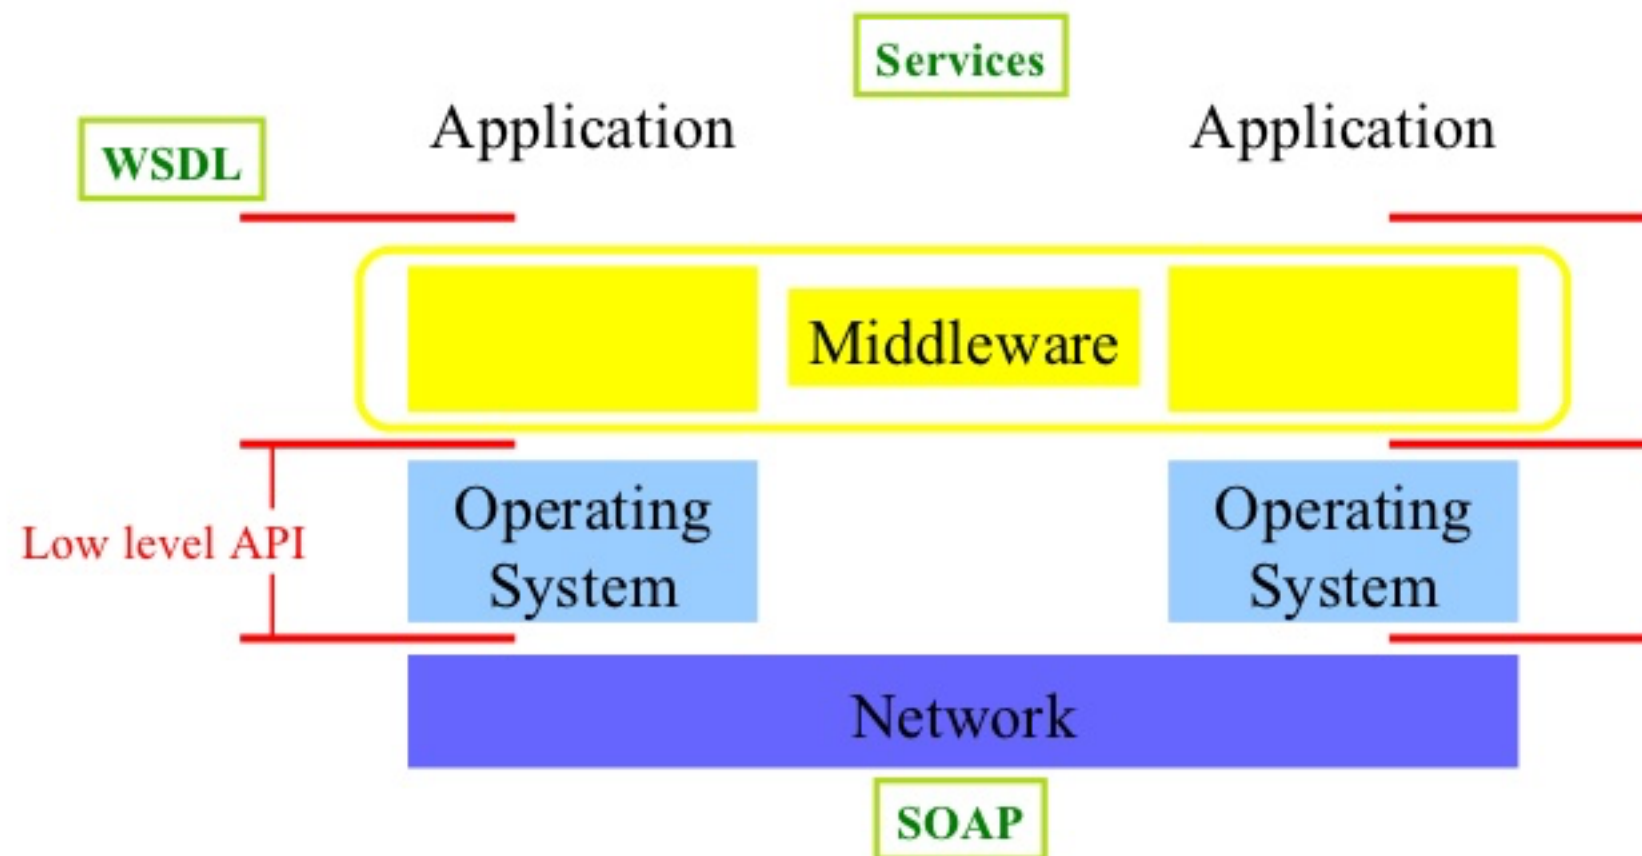 Services
Application
Application
WSDL
Middleware
Operating
System
Operating
System
Low level API
Network
SOAP